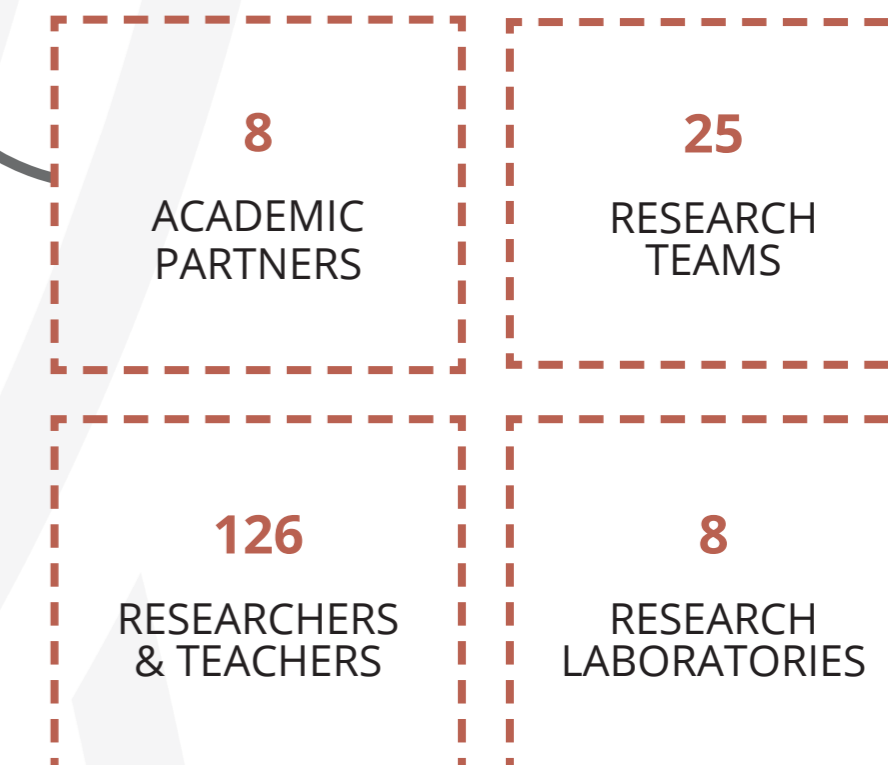 8
ACADEMIC
PARTNERS
25
RESEARCH
TEAMS
126
RESEARCHERS
& TEACHERS
8
RESEARCH
LABORATORIES